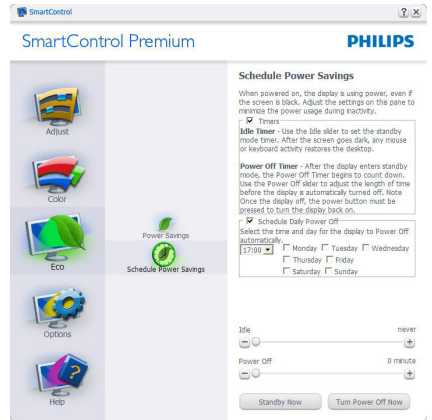 SmartControl
SmartControl Premium
PHILIPS
Adjust
Color
Eco
Options
Help
Power Savings
Schedule Power Savings
Schedule Power Savings
When powered on, the display is using power, even if
the screen is black. Adjust the settings on this pane to
minimize the power usage during inactivity.
Timers
Idle Timer - Use the Idle slider to set the standby
mode timer. After the screen goes dark, any mouse
or keyboard activity restores the desktop.
Power Off Timer - After the display enters standby
mode, the Power Off Timer begins to count down.
Use the Power Off slider to adjust the length of time
before the display is automatically turned off. Note
Once the display off, the power button must be
pressed to turn the display back on.
Schedule Daily Power Off
Select the time and day for the display to Power Off
automatically.
17:00 Monday Tuesday Wednesday
Thursday Friday
Saturday Sunday
Idle never
Power Off 0 minute
Standby Now Turn Power Off Now